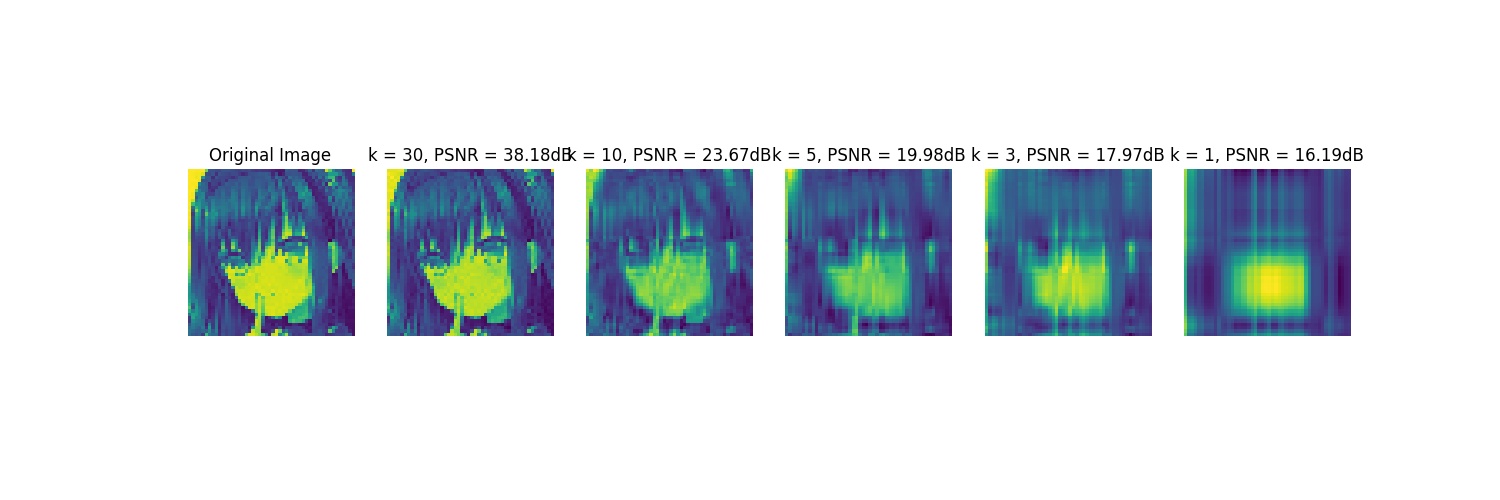 Original Image
k = 30, PSNR = 38.18dB
k = 10, PSNR = 23.67dB
k = 5, PSNR = 19.98dB
k = 3, PSNR = 17.97dB
k = 1, PSNR = 16.19dB